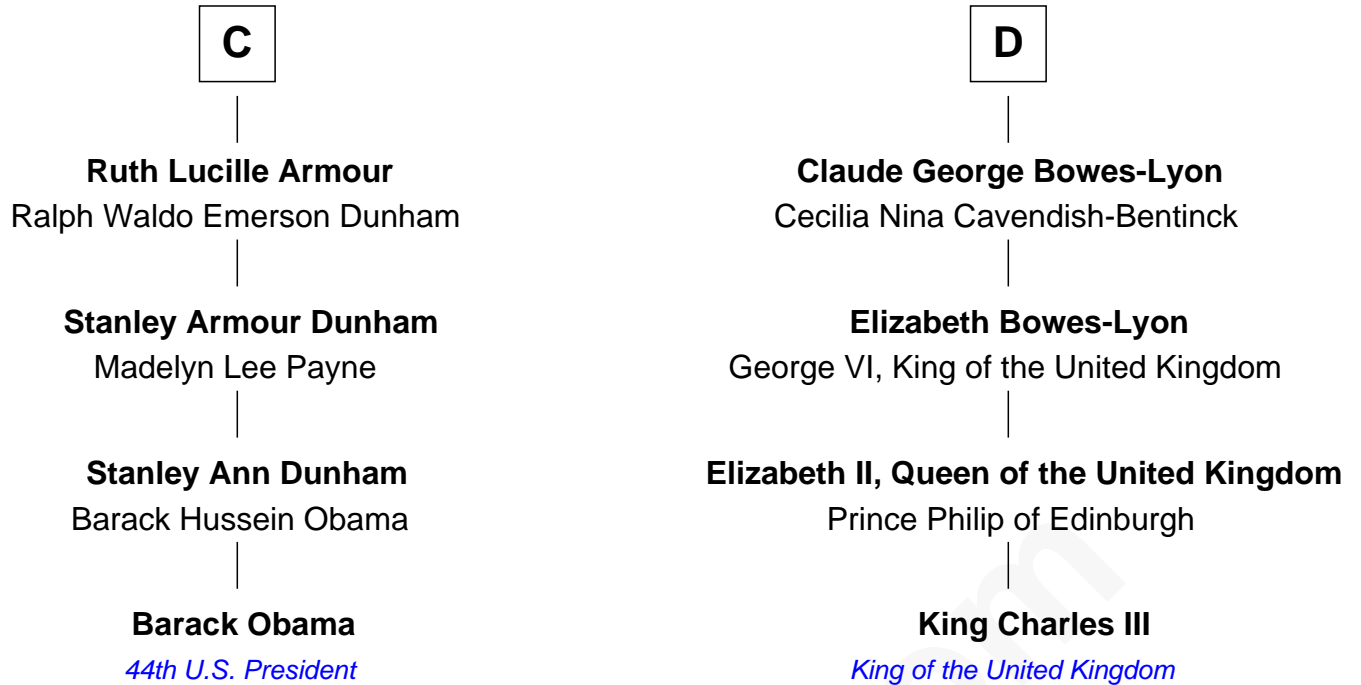 C
Ruth Lucille Armour
Ralph Waldo Emerson Dunham
Stanley Armour Dunham
Madelyn Lee Payne
Stanley Ann Dunham
Barack Hussein Obama
Barack Obama
44th U.S. President
D
Claude George Bowes-Lyon
Cecilia Nina Cavendish-Bentinck
Elizabeth Bowes-Lyon
George VI, King of the United Kingdom
Elizabeth II, Queen of the United Kingdom
Prince Philip of Edinburgh
King Charles III
King of the United Kingdom